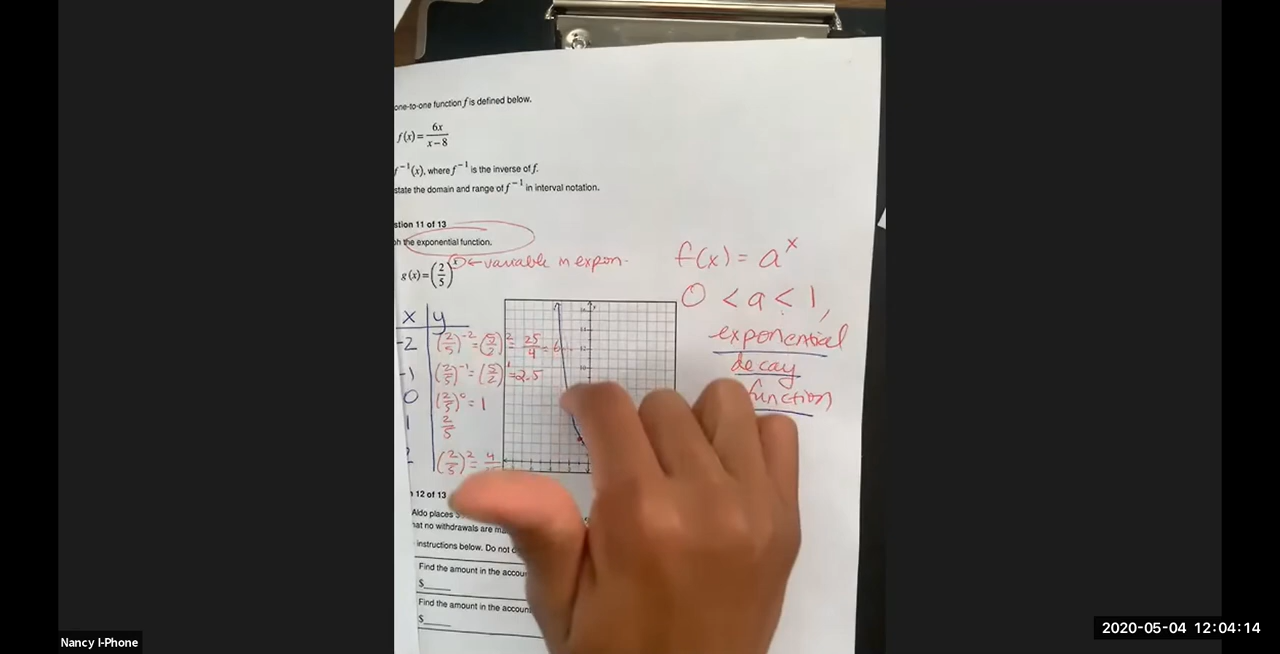 one-to-one function f is defined below.
f(x)= 6x/x-8
f⁻¹(x), where f⁻¹ is the inverse of f.
state the domain and range of f⁻¹ in interval notation.
stion 11 of 13
ph the exponential function.
g(x)=(2/5)^x ← variable in expon.
f(x) = a^x
0 < a < 1,
exponential
decay
function
x y
-2 (2/5)^-2 = (5/2)^2 = 25/4 = 6
-1 (2/5)^-1 = (5/2)^1 = 2.5
0 (2/5)^0 = 1
1 2/5
(2/5)^2 = 4
12 of 13
Aldo places
hat no withdrawals are
instructions below. Do not
Find the amount in the accoun
$
Find the amount in the accoun
$
Nancy I-Phone
2020-05-04 12:04:14